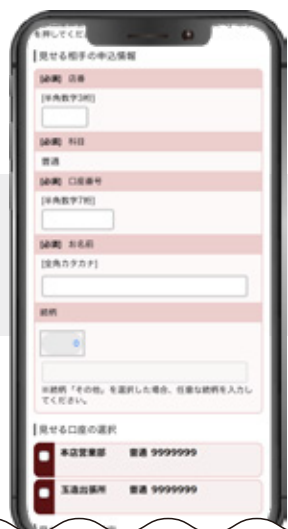 を押してくだ
見せる相手の申込情報
[必須] 店番
[半角数字3桁]
[必須] 科目
普通
[必須] 口座番号
[半角数字7桁]
[必須] お名前
[全角カタカナ]
続柄
※続柄「その他」を選択した場合、任意な続柄を入力し
てください。
見せる口座の選択
本店営業部 普通 9999999
玉造出張所 普通 9999999